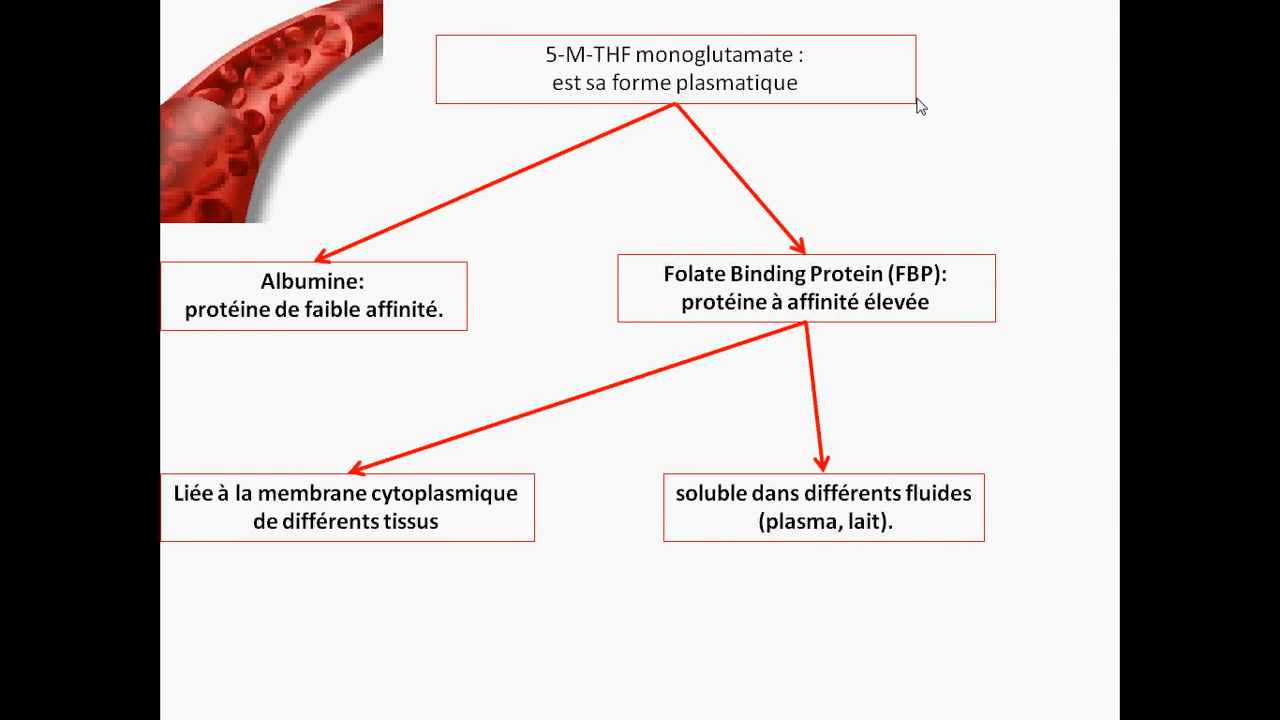 5-M-THF monoglutamate :
est sa forme plasmatique
Albumine:
protéine de faible affinité.
Folate Binding Protein (FBP):
protéine à affinité élevée
Liée à la membrane cytoplasmique
de différents tissus
soluble dans différents fluides
(plasma, lait).